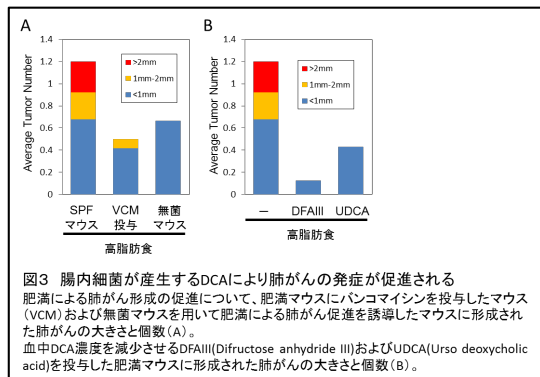 A
B
1.4
1.2
1
0.8
0.6
0.4
0.2
0
Average Tumor Number
>2mm
1mm-2mm
<1mm
SPF
マウス
VCM
投与
無菌
マウス
高脂肪食
1.4
1.2
1
0.8
0.6
0.4
0.2
0
Average Tumor Number
>2mm
1mm-2mm
<1mm
－
DFAIII
UDCA
高脂肪食
図3 腸内細菌が産生するDCAにより肺がんの発症が促進される
肥満による肺がん形成の促進について、肥満マウスにバンコマイシンを投与したマウス
(VCM)および無菌マウスを用いて肥満による肺がん促進を誘導したマウスに形成され
た肺がんの大きさと個数(A)。
血中DCA濃度を減少させるDFAIII(Difructose anhydride III)およびUDCA(Urso deoxycholic
acid)を投与した肥満マウスに形成された肺がんの大きさと個数(B)。